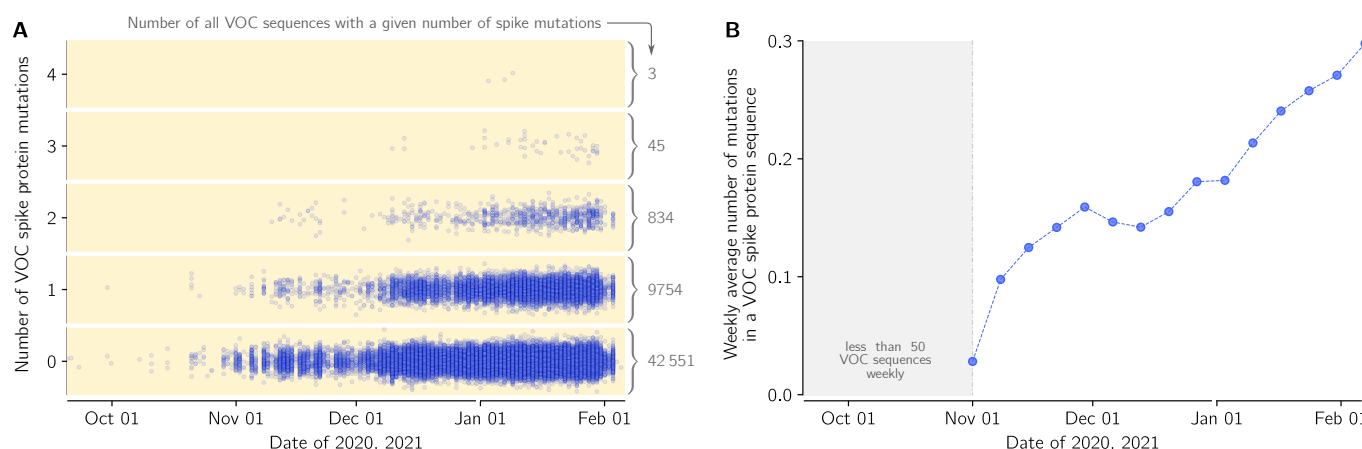 A
Number of all VOC sequences with a given number of spike mutations
Number of VOC spike protein mutations
4
3
2
1
0
3
45
834
9754
42 551
Oct 01
Nov 01
Dec 01
Jan 01
Feb 01
Date of 2020, 2021
B
Weekly average number of mutations
in a VOC spike protein sequence
0.3
0.2
0.1
0.0
less than 50
VOC sequences
weekly
Oct 01
Nov 01
Dec 01
Jan 01
Feb 01
Date of 2020, 2021